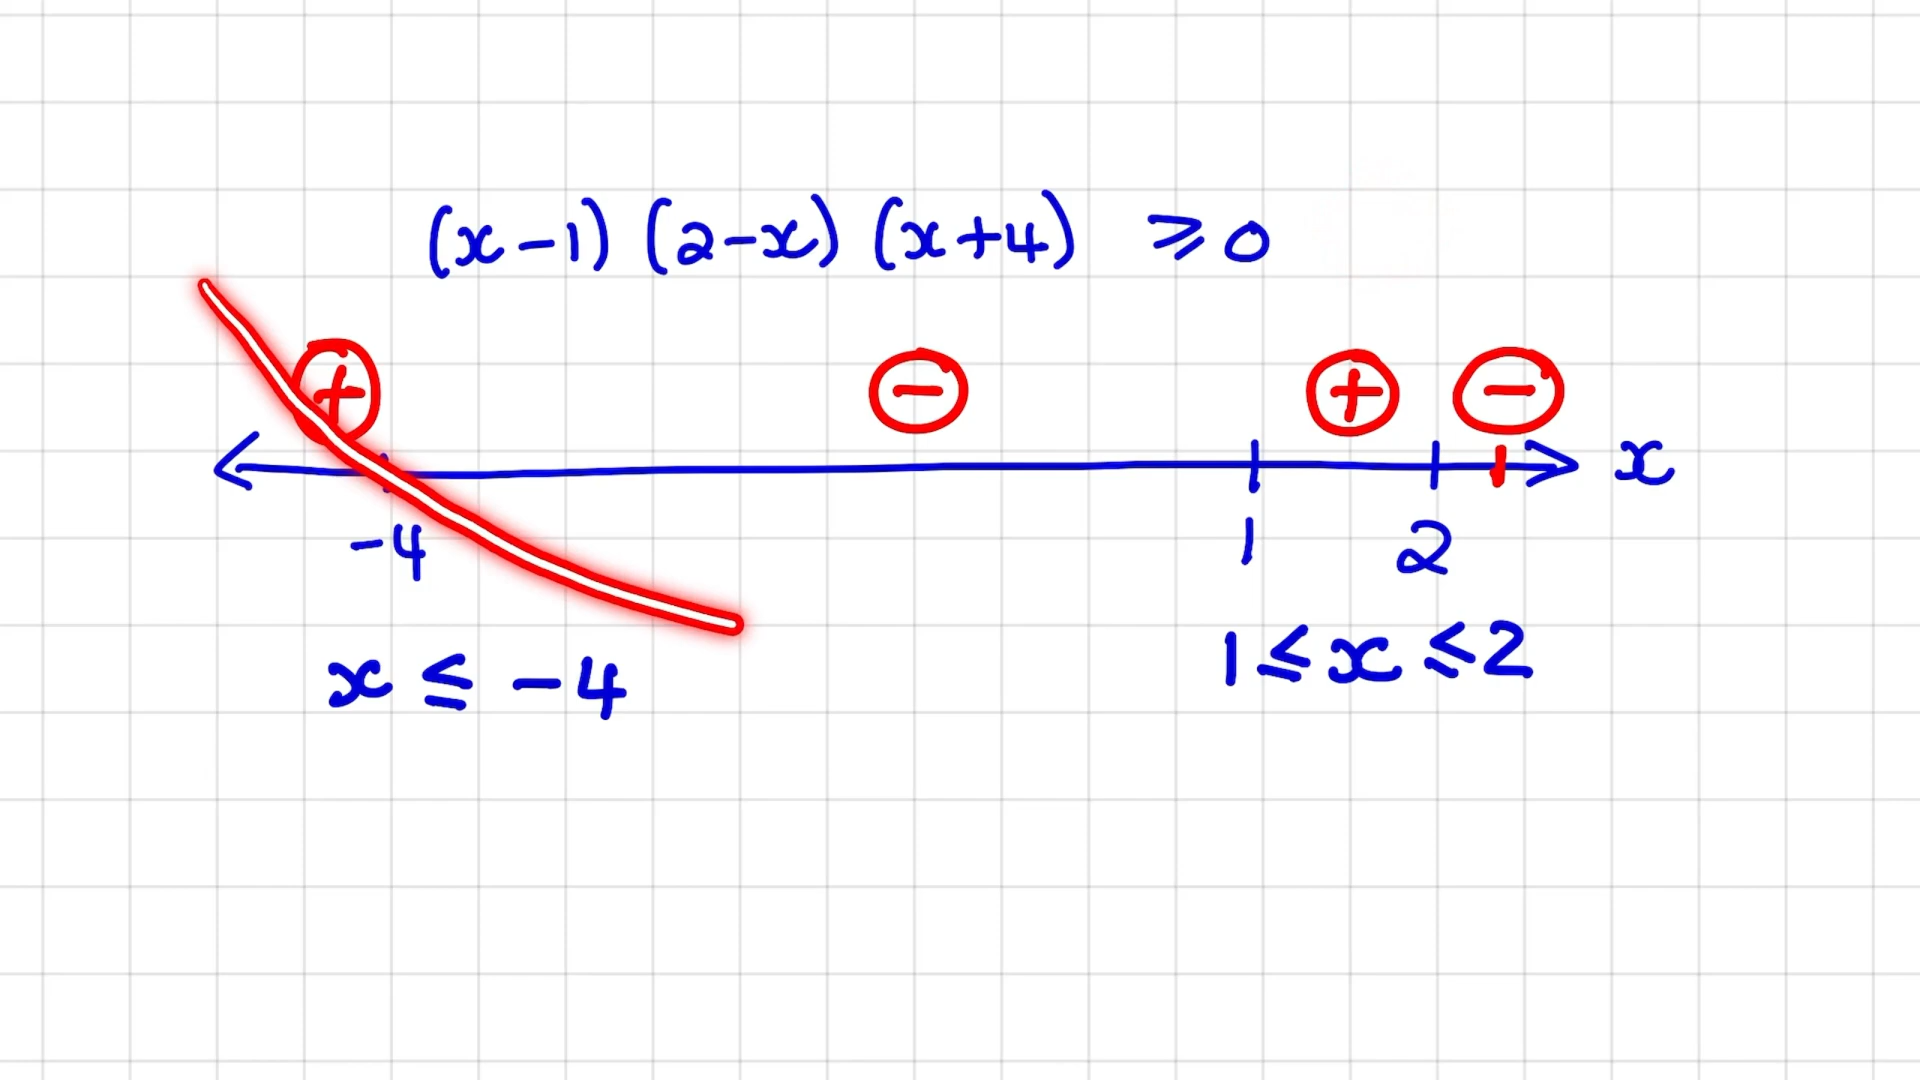 (x-1) (2-x) (x+4) ⩾ 0
+ - + -
x
-4 1 2
x ≤ -4 1 ≤ x ≤ 2